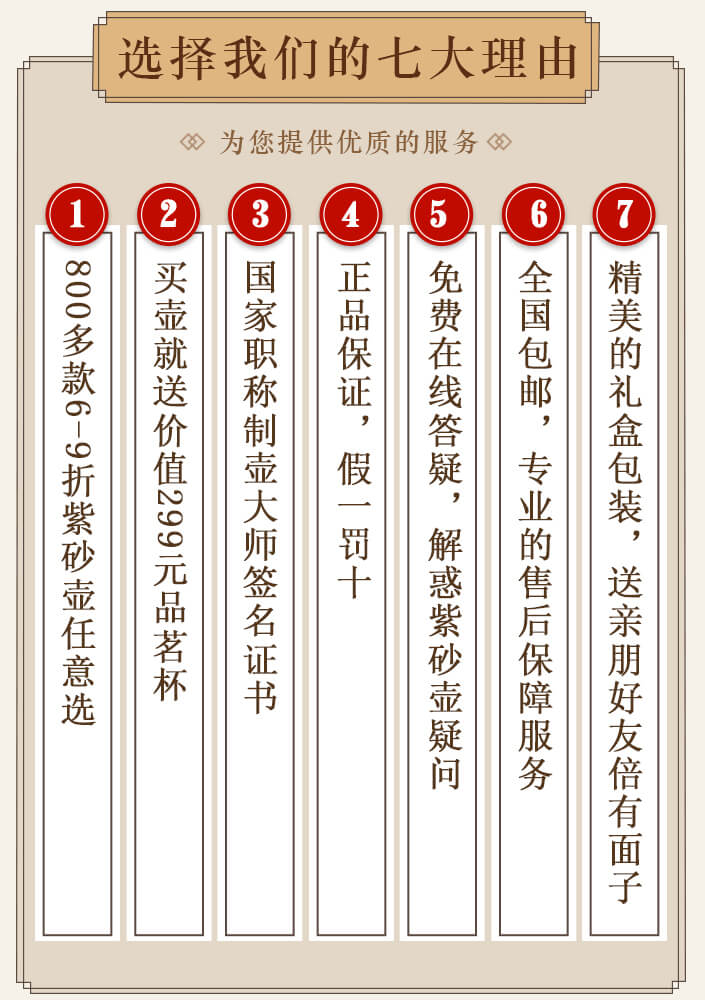 选择我们的七大理由
为您提供优质的服务
1
800多款6-9折紫砂壶任意选
2
买壶就送价值299元品茗杯
3
国家职称制壶大师签名证书
4
正品保证，假一罚十
5
免费在线答疑，解惑紫砂壶疑问
6
全国包邮，专业的售后保障服务
7
精美的礼盒包装，送亲朋好友倍有面子